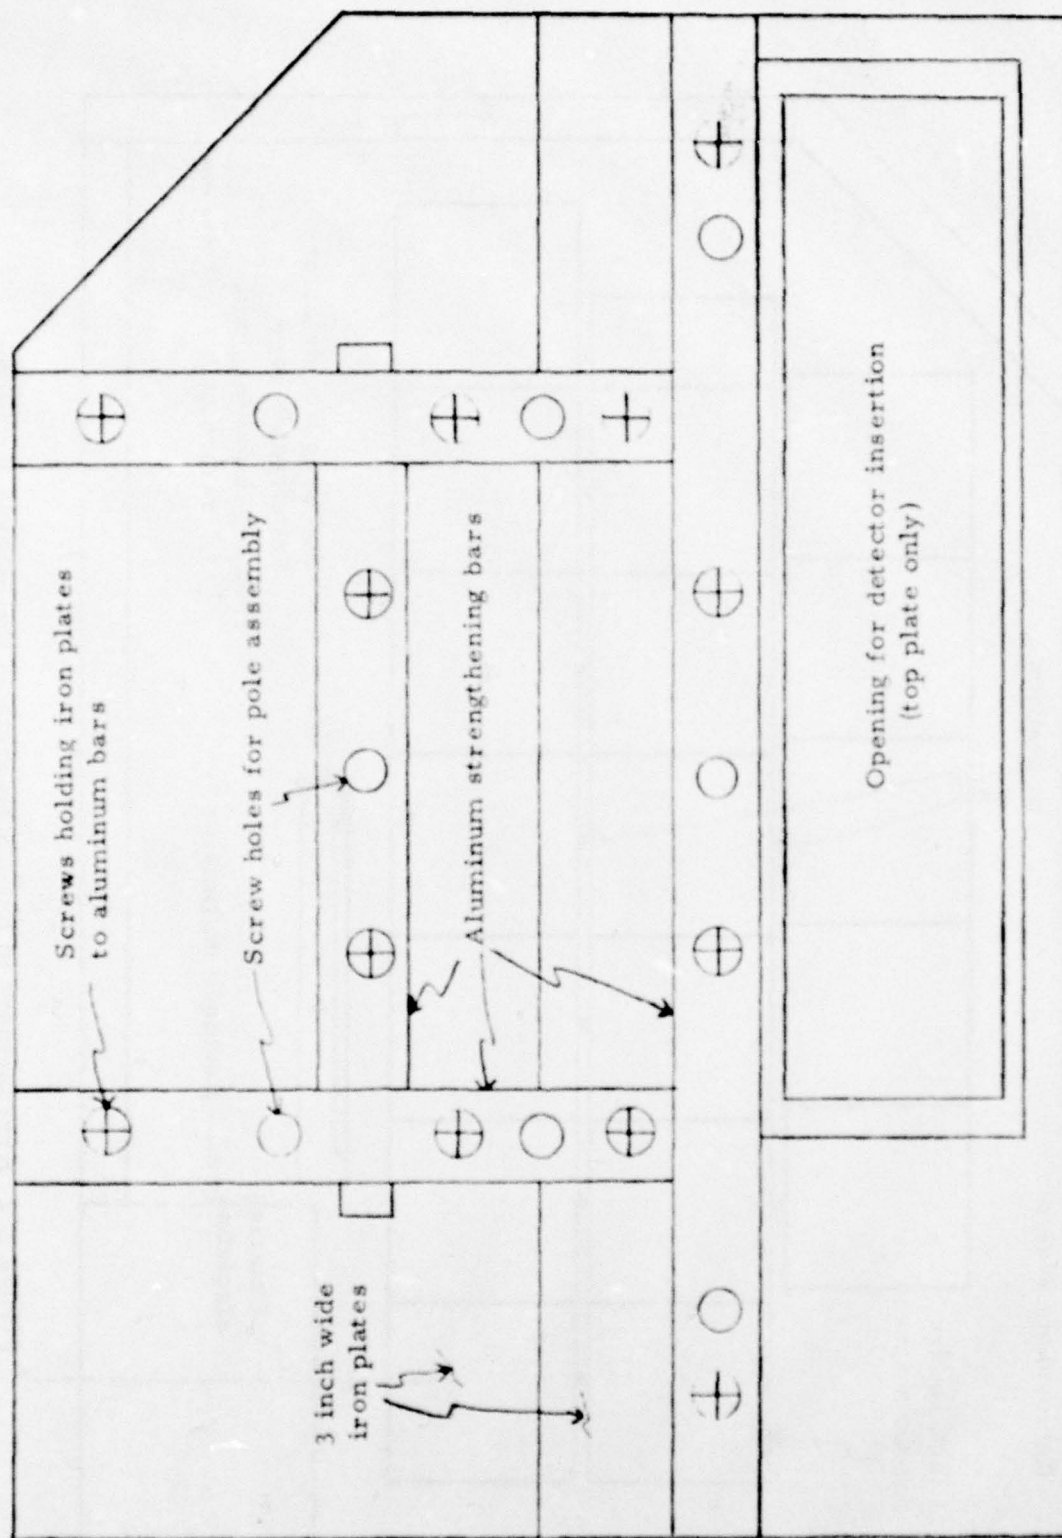 Screws holding iron plates
to aluminum bars
Screw holes for pole assembly
3 inch wide
iron plates
Aluminum strengthening bars
Opening for detector insertion
(top plate only)